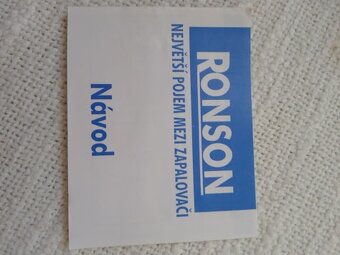 RONSON
NEJVĚTŠÍ POJEM MEZI ZAPALOVAČI
Návod